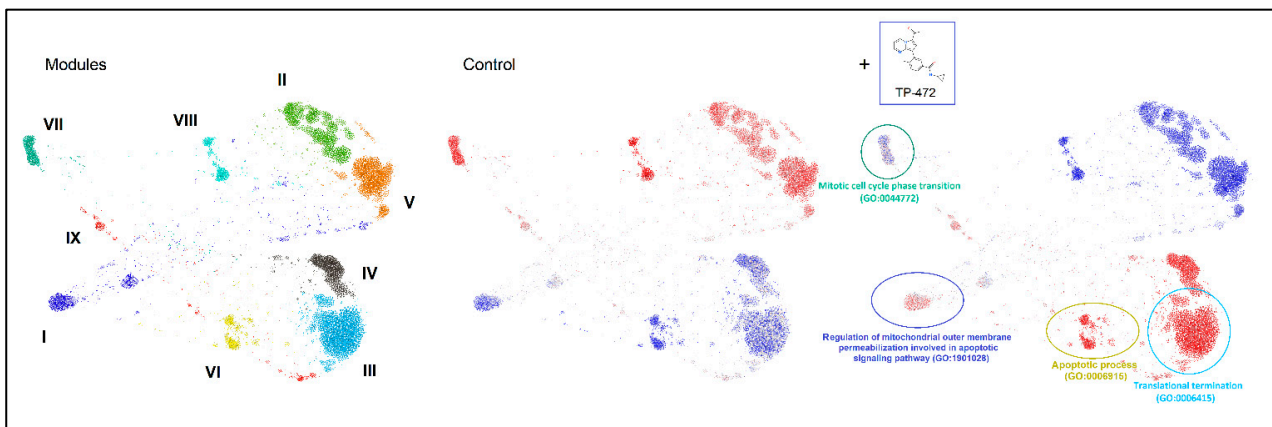 Modules
Control
+
TP-472
I
II
III
IV
V
VI
VII
VIII
IX
Mitotic cell cycle phase transition
(GO:0044772)
Regulation of mitochondrial outer membrane
permeabilization involved in apoptotic
signaling pathway (GO:1901028)
Apoptotic process
(GO:0006915)
Translational termination
(GO:0006415)